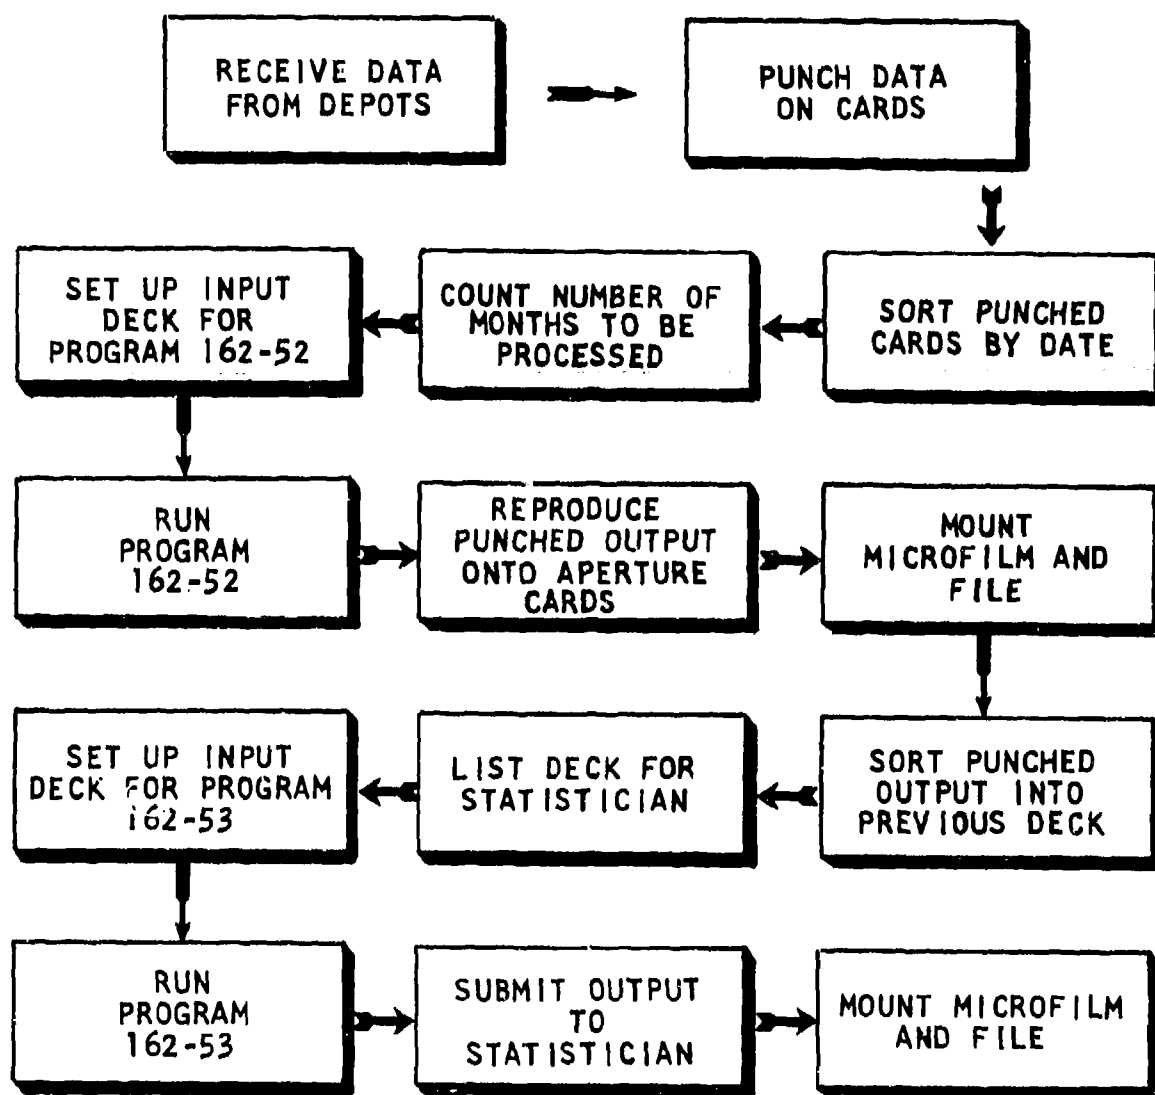 RECEIVE DATA
FROM DEPOTS
PUNCH DATA
ON CARDS
SORT PUNCHED
CARDS BY DATE
COUNT NUMBER OF
MONTHS TO BE
PROCESSED
SET UP INPUT
DECK FOR
PROGRAM 162-52
RUN
PROGRAM
162-52
REPRODUCE
PUNCHED OUTPUT
ONTO APERTURE
CARDS
MOUNT
MICROFILM AND
FILE
SORT PUNCHED
OUTPUT INTO
PREVIOUS DECK
LIST DECK FOR
STATISTICIAN
SET UP INPUT
DECK FOR PROGRAM
162-53
RUN
PROGRAM
162-53
SUBMIT OUTPUT
TO
STATISTICIAN
MOUNT MICROFILM
AND FILE